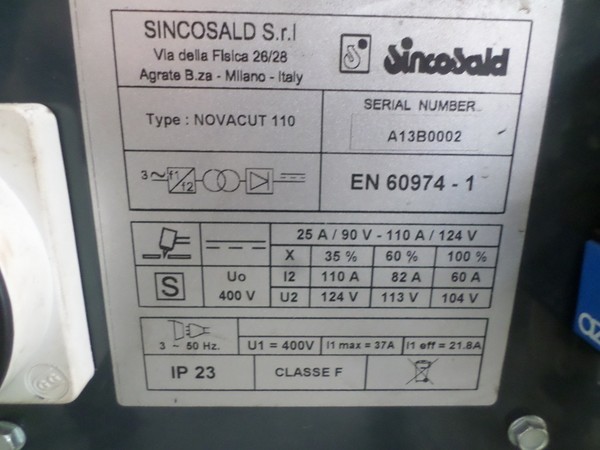 SINCOSALD S.r.l
Via della FIsica 26/28
Agrate B.za - Milano - Italy
SincoSald
Type : NOVACUT 110
SERIAL NUMBER
A13B0002
3~ f1 f2
EN 60974 - 1
25 A / 90 V - 110 A / 124 V
X 35 % 60 % 100 %
S
Uo
400 V
I2 110 A 82 A 60 A
U2 124 V 113 V 104 V
3 ~ 50 Hz.
U1 = 400V
I1 max = 37A
I1 eff = 21.8A
IP 23
CLASSE F